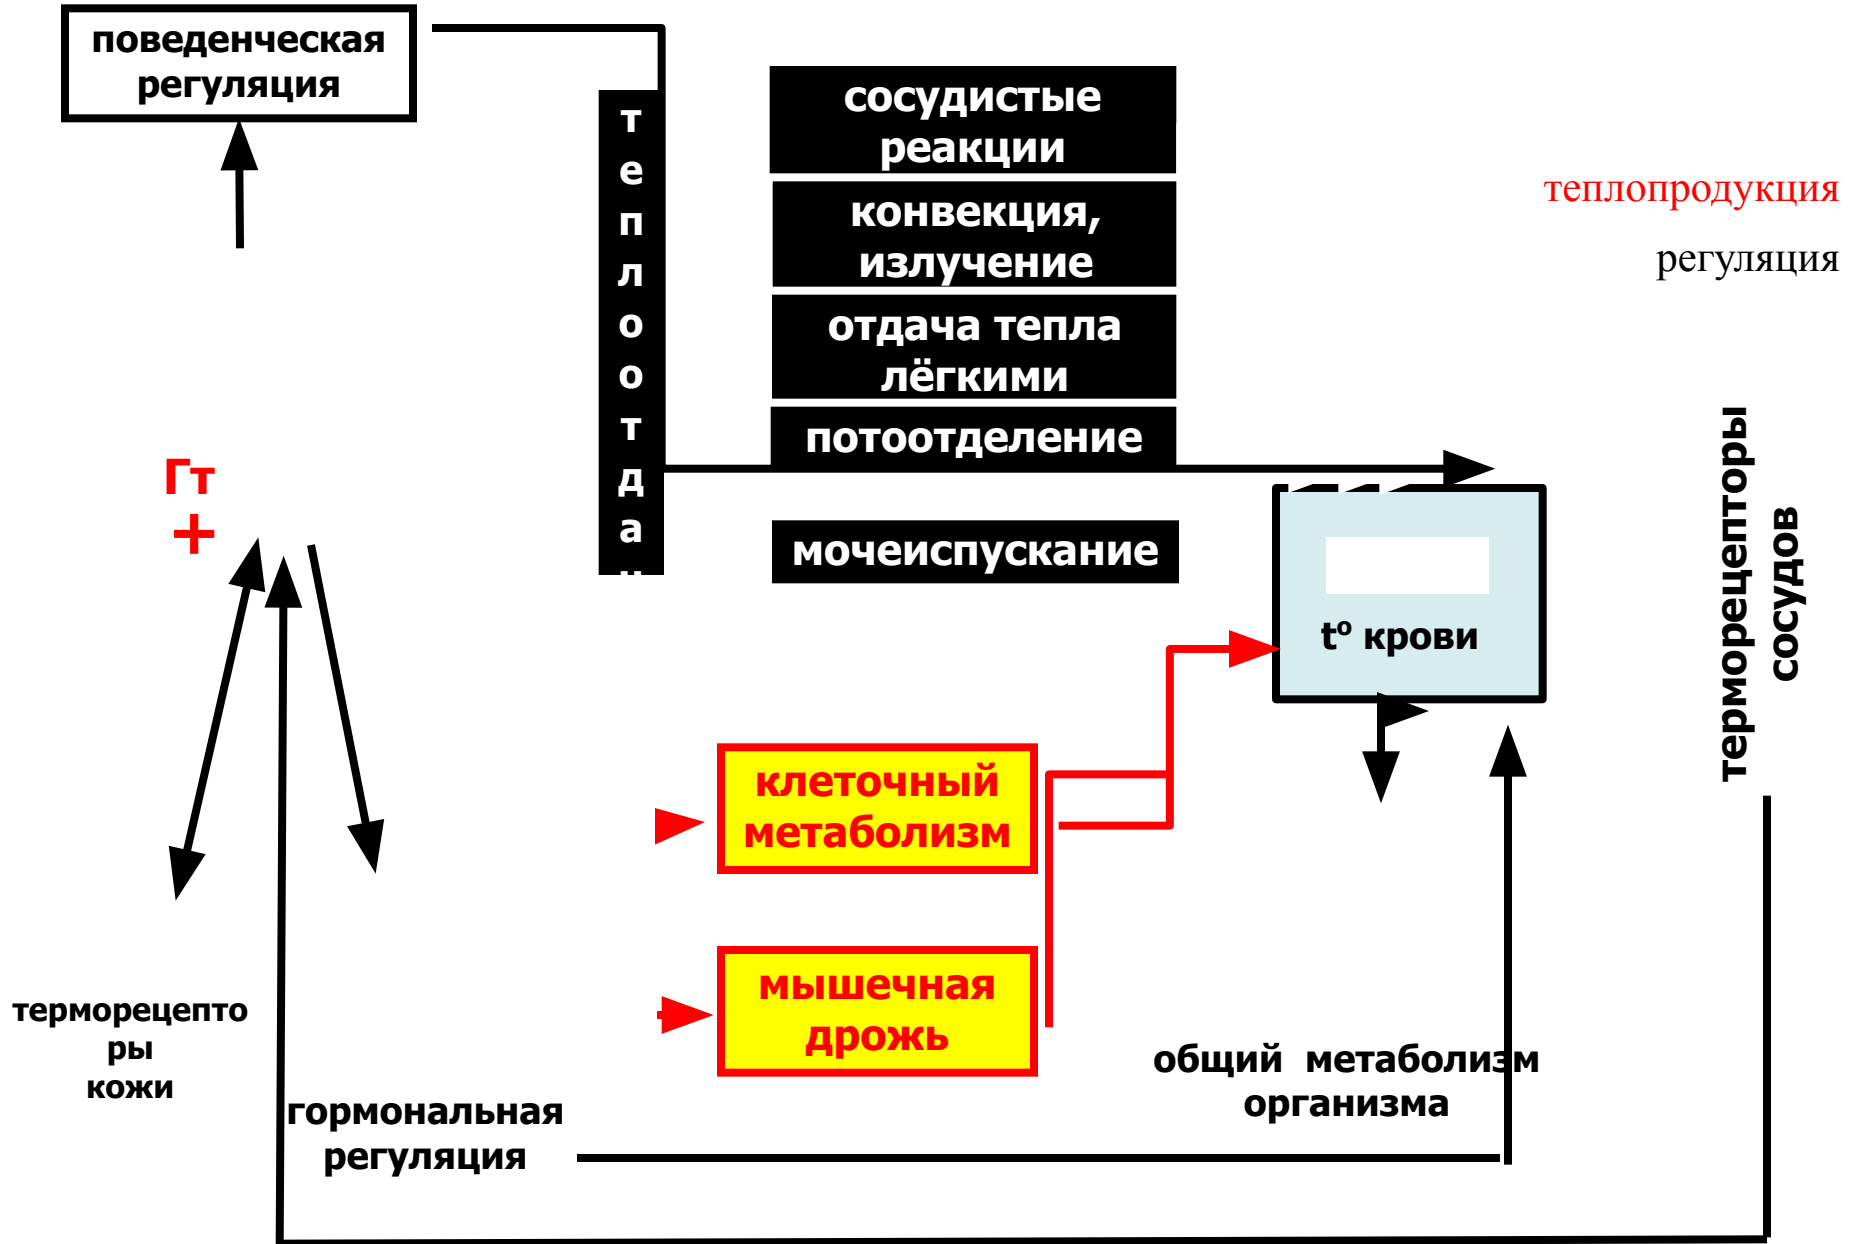 поведенческая
регуляция
теплоотда
сосудистые
реакции
конвекция,
излучение
отдача тепла
лёгкими
потоотделение
мочеиспускание
теплопродукция
регуляция
Гт
+
tº крови
терморецепторы
сосудов
клеточный
метаболизм
мышечная
дрожь
терморецепто
ры
кожи
гормональная
регуляция
общий метаболизм
организма